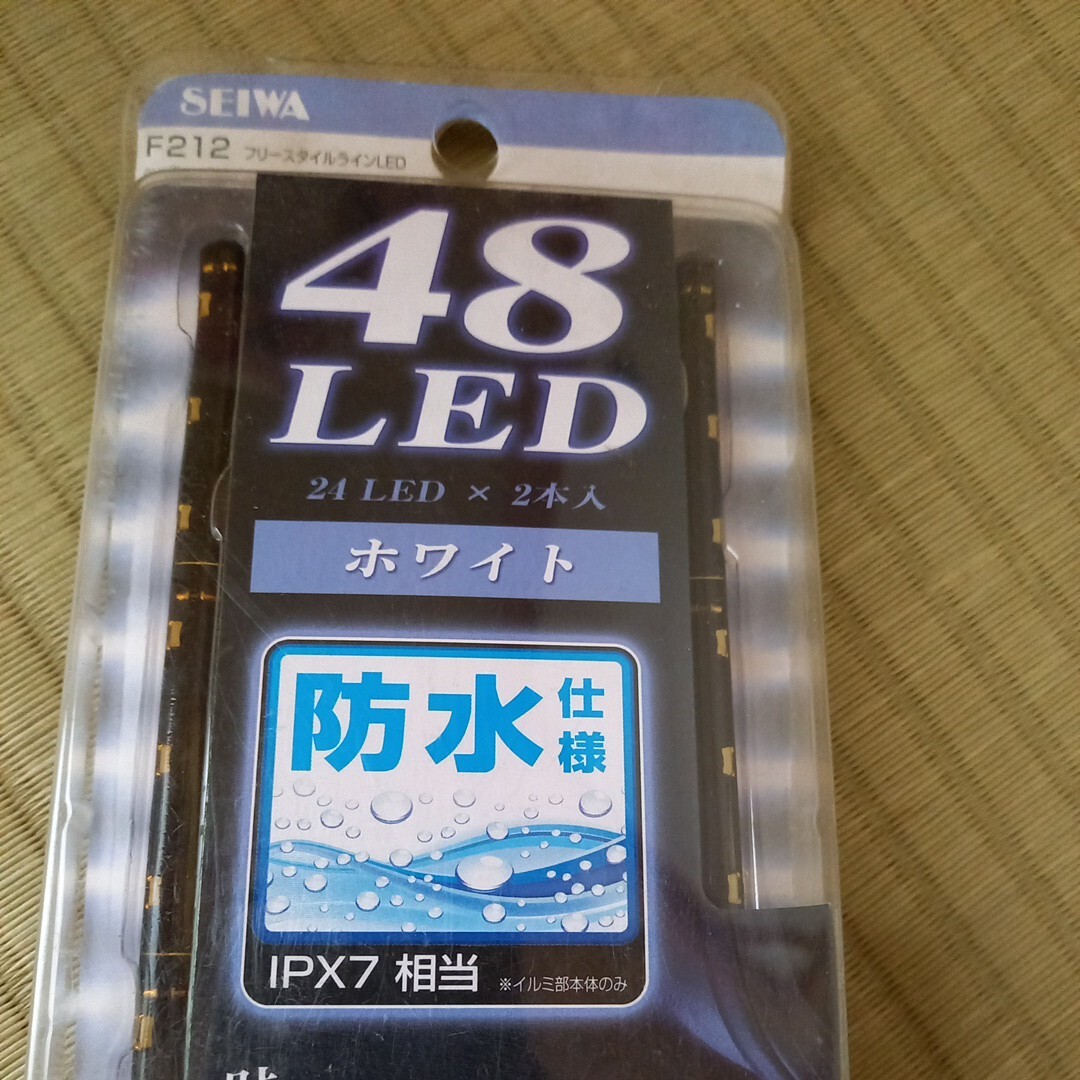 SEIWA
F212 フリースタイルラインLED
48
LED
24 LED × 2本入
ホワイト
防水仕様
IPX7 相当 ※イルミ部本体のみ